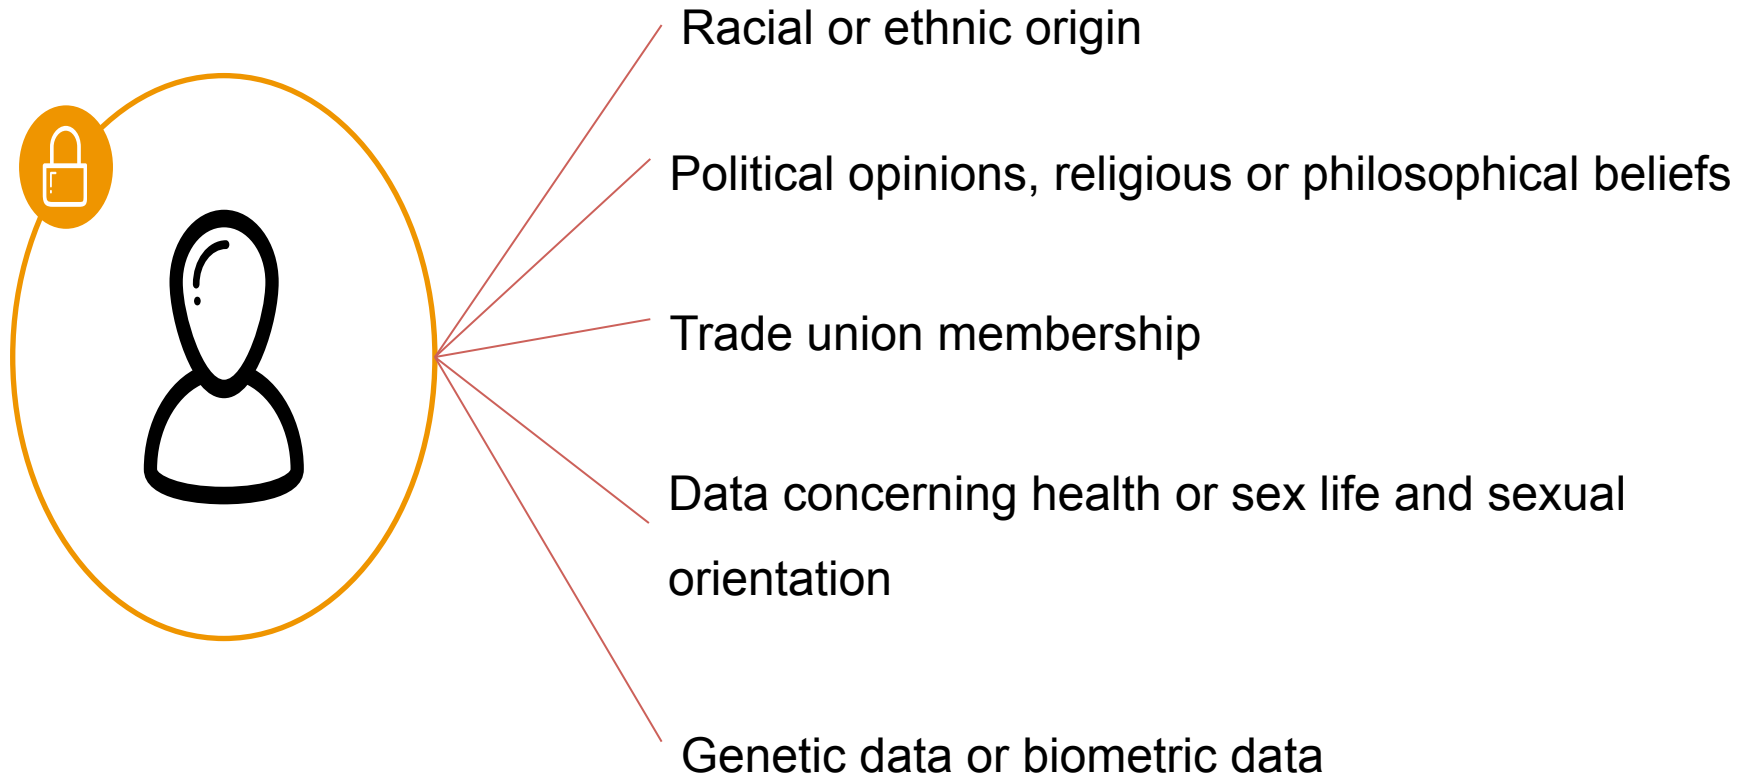 Racial or ethnic origin
Political opinions, religious or philosophical beliefs
Trade union membership
Data concerning health or sex life and sexual
orientation
Genetic data or biometric data